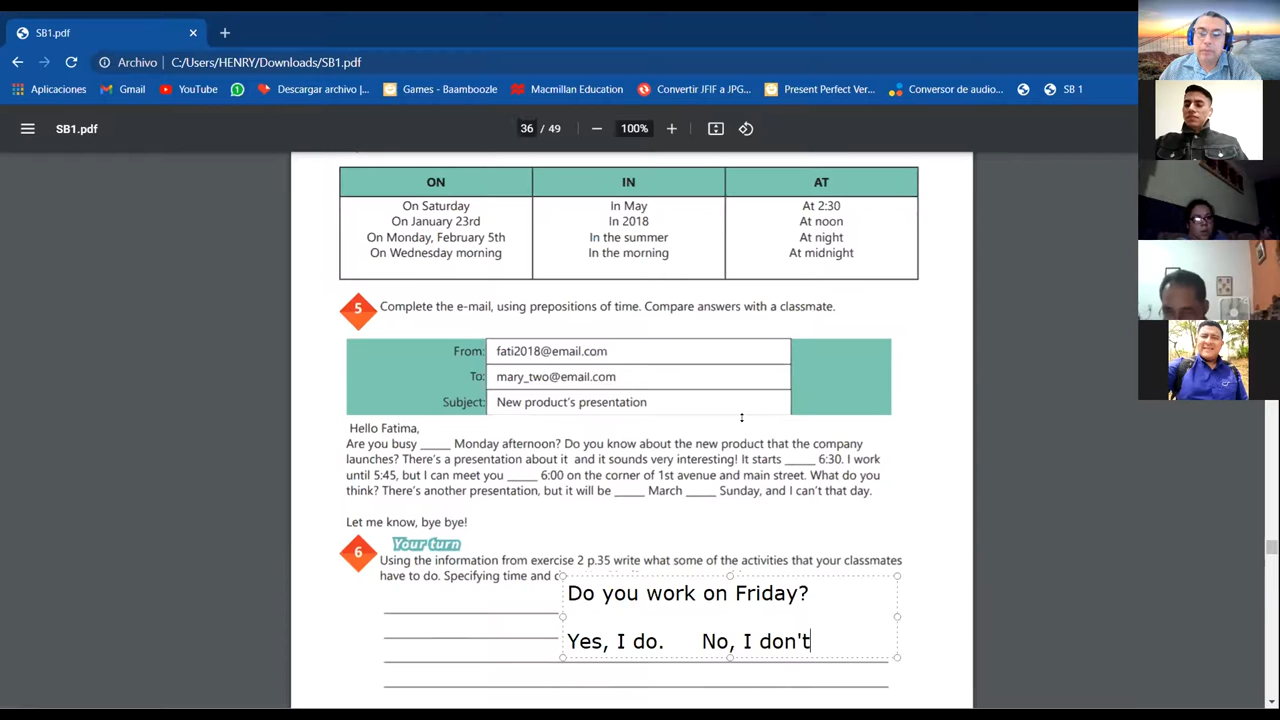 SB1.pdf
Archivo C:/Users/HENRY/Downloads/SB1.pdf
Aplicaciones Gmail YouTube Descargar archivo |... Games - Baamboozle Macmillan Education Convertir JFIF a JPG... Present Perfect Ver... Conversor de audio... SB 1
SB1.pdf 36 / 49 100%
ON IN AT
On Saturday In May At 2:30
On January 23rd In 2018 At noon
On Monday, February 5th In the summer At night
On Wednesday morning In the morning At midnight
5 Complete the e-mail, using prepositions of time. Compare answers with a classmate.
From: fati2018@email.com
To: mary_two@email.com
Subject: New product's presentation
Hello Fatima,
Are you busy _____ Monday afternoon? Do you know about the new product that the company
launches? There's a presentation about it and it sounds very interesting! It starts _____ 6:30. I work
until 5:45, but I can meet you _____ 6:00 on the corner of 1st avenue and main street. What do you
think? There's another presentation, but it will be _____ March _____ Sunday, and I can't that day.
Let me know, bye bye!
6 Your turn
Using the information from exercise 2 p.35 write what some of the activities that your classmates
have to do. Specifying time and
Do you work on Friday?
Yes, I do. No, I don't